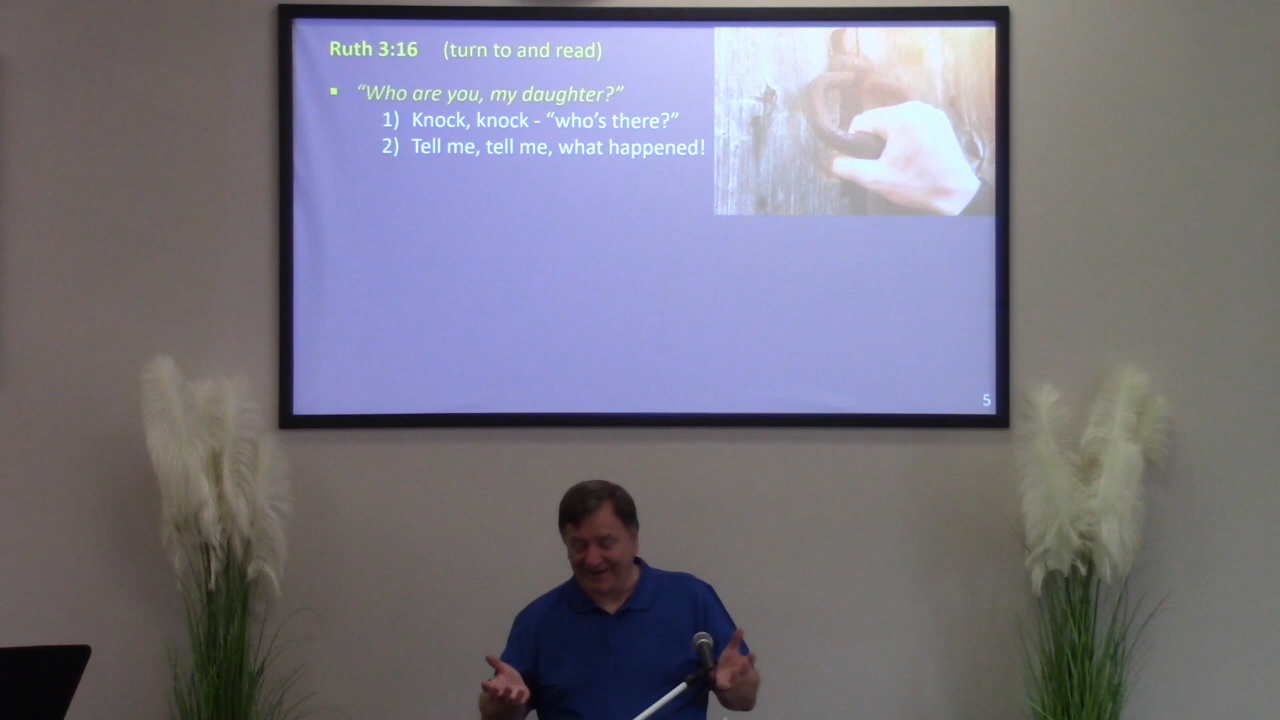 Ruth 3:16 (turn to and read)
▪ “Who are you, my daughter?”
1) Knock, knock - “who’s there?”
2) Tell me, tell me, what happened!
5